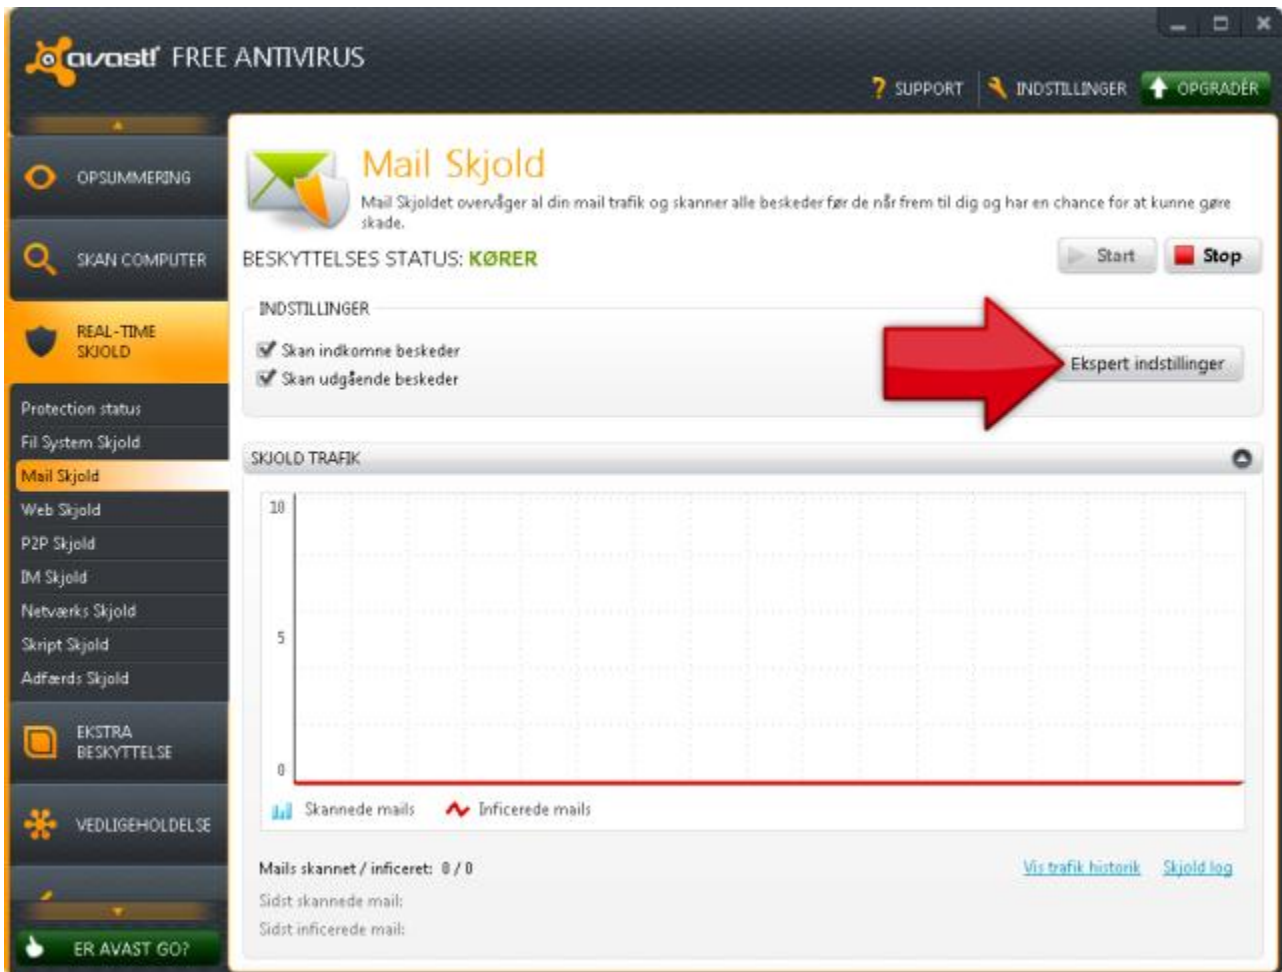 avast! FREE ANTIVIRUS
SUPPORT INDSTILLINGER OPGRADÉR
OPSUMMERING
SKAN COMPUTER
REAL-TIME
SKJOLD
Protection status
Fil System Skjold
Mail Skjold
Web Skjold
P2P Skjold
IM Skjold
Netværks Skjold
Skript Skjold
Adfærds Skjold
EKSTRA
BESKYTTELSE
VEDLIGEHOLDELSE
ER AVAST GO?
Mail Skjold
Mail Skjoldet overvåger al din mail trafik og skanner alle beskeder før de når frem til dig og har en chance for at kunne gøre
skade.
BESKYTTELSES STATUS: KØRER
Start Stop
INDSTILLINGER
Skan indkomne beskeder
Skan udgående beskeder
Ekspert indstillinger
SKJOLD TRAFIK
10
5
0
Skannede mails Inficerede mails
Mails skannet / inficeret: 0 / 0
Vis trafik historik Skjold log
Sidst skannede mail:
Sidst inficerede mail: